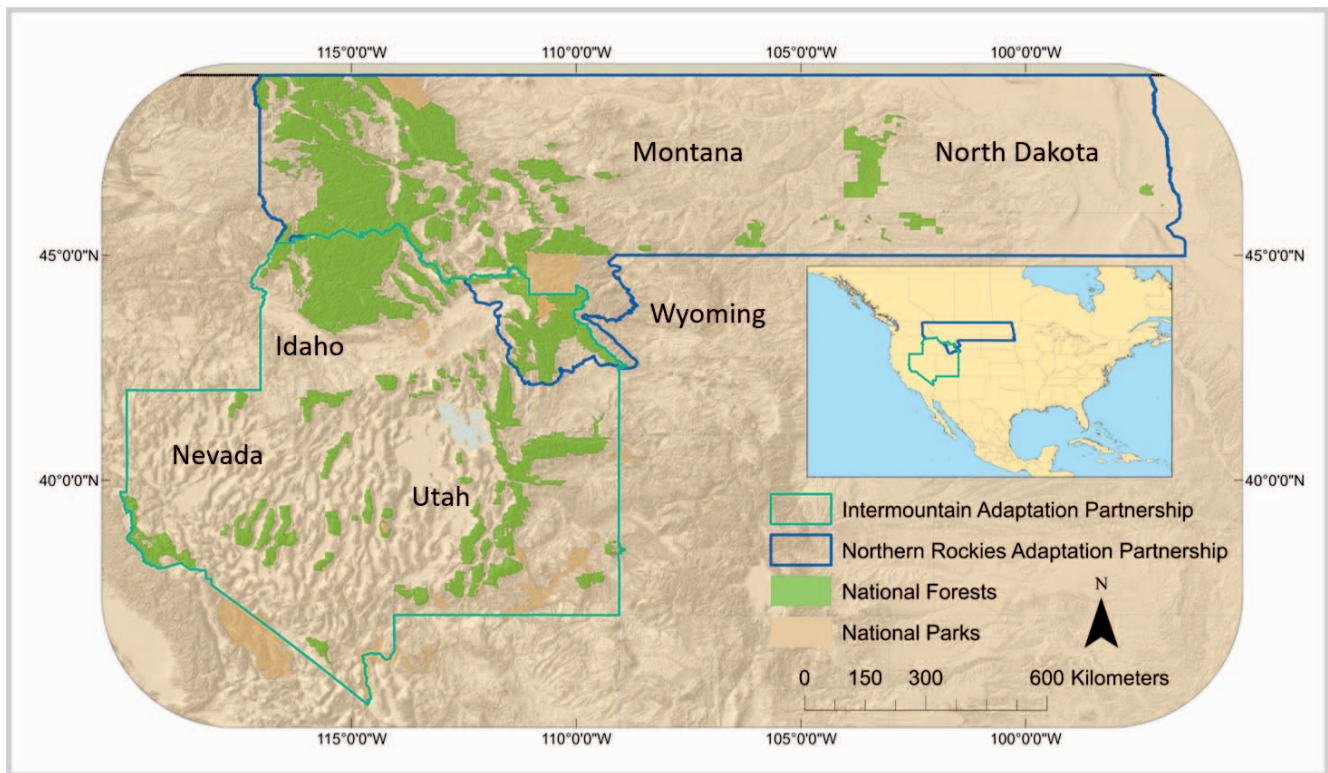 115°0'0"W 110°0'0"W 105°0'0"W 100°0'0"W
Montana
North Dakota
45°0'0"N
45°0'0"N
Wyoming
Idaho
Nevada
Utah
40°0'0"N
40°0'0"N
Intermountain Adaptation Partnership
Northern Rockies Adaptation Partnership
National Forests
National Parks
N
0 150 300 600 Kilometers
115°0'0"W 110°0'0"W 105°0'0"W 100°0'0"W